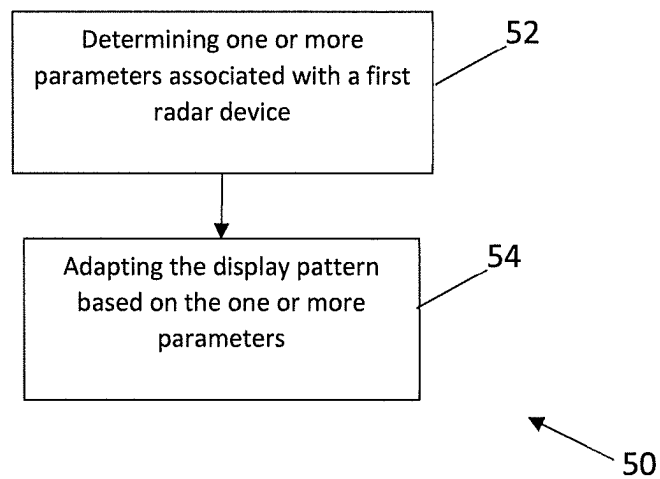 Determining one or more
parameters associated with a first
radar device
52
Adapting the display pattern
based on the one or more
parameters
54
50